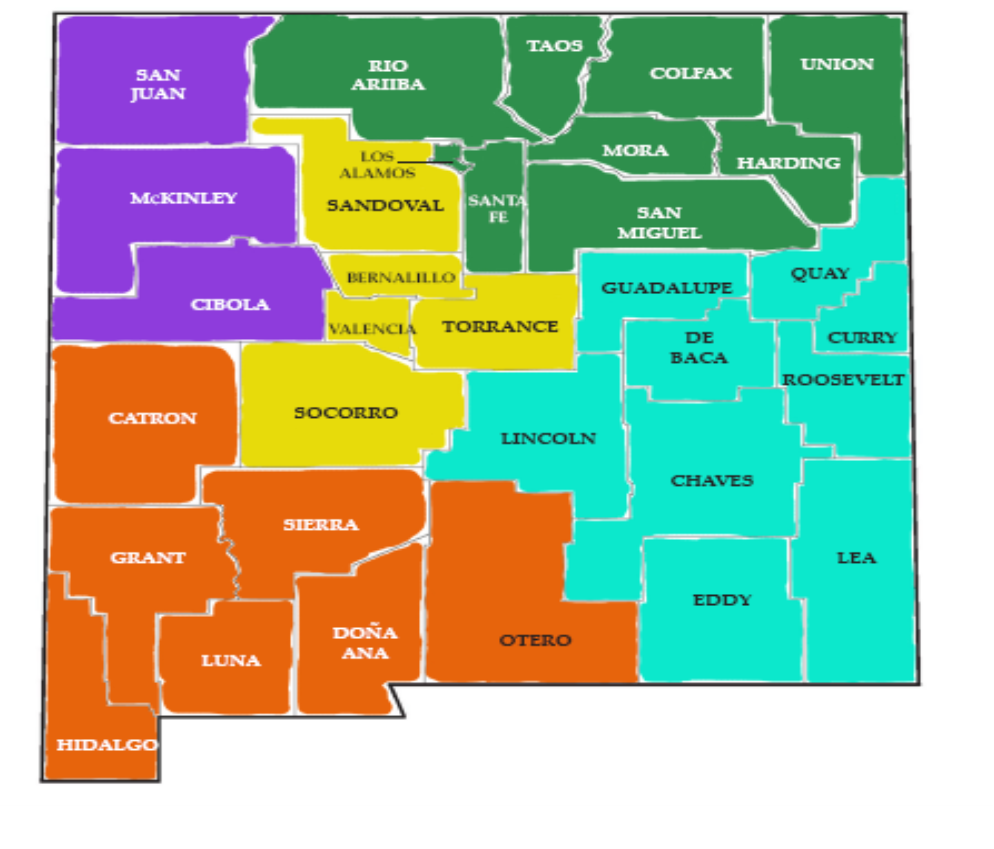 TAOS
UNION
RIO
ARIIBA
COLFAX
SAN
JUAN
MORA
LOS
ALAMOS
HARDING
McKINLEY
SANDOVAL
SANTA
FE
SAN
MIGUEL
BERNALILLO
QUAY
GUADALUPE
CIBOLA
VALENCIA
TORRANCE
DE
BACA
CURRY
ROOSEVELT
CATRON
SOCORRO
LINCOLN
CHAVES
SIERRA
GRANT
LEA
EDDY
DOÑA
ANA
OTERO
LUNA
HIDALGO